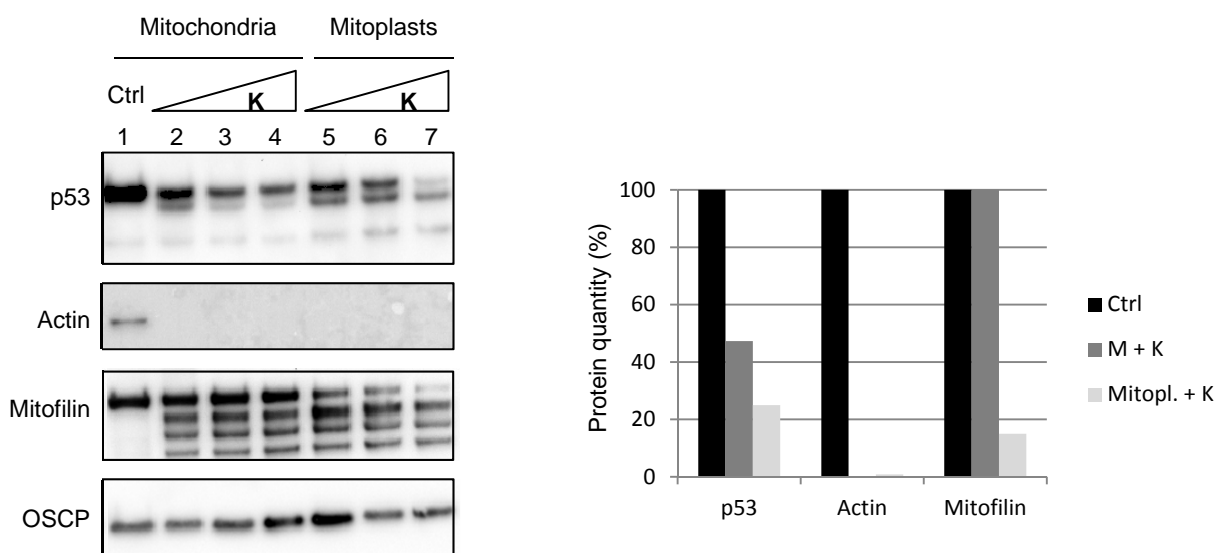 Mitochondria Mitoplasts
Ctrl K K
1 2 3 4 5 6 7
p53
Actin
Mitofilin
OSCP
Protein quantity (%)
100
80
60
40
20
0
p53 Actin Mitofilin
Ctrl
M + K
Mitopl. + K